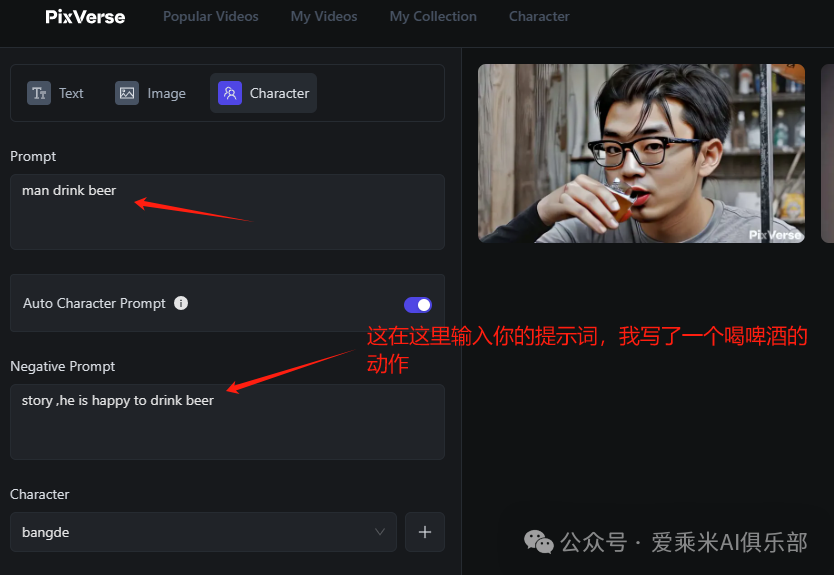 PixVerse Popular Videos My Videos My Collection Character
Text Image Character
Prompt
man drink beer
Auto Character Prompt i
Negative Prompt
story ,he is happy to drink beer
Character
bangde
PixVerse
这在这里输入你的提示词，我写了一个喝啤酒的
动作
公众号 · 爱乘米AI俱乐部